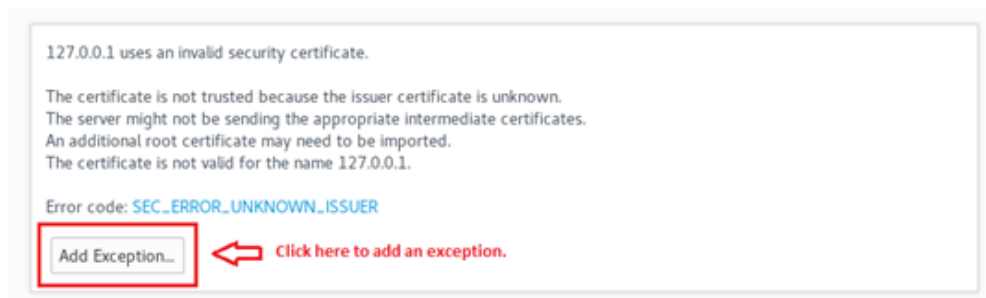 127.0.0.1 uses an invalid security certificate.
The certificate is not trusted because the issuer certificate is unknown.
The server might not be sending the appropriate intermediate certificates.
An additional root certificate may need to be imported.
The certificate is not valid for the name 127.0.0.1.
Error code: SEC_ERROR_UNKNOWN_ISSUER
Add Exception... Click here to add an exception.